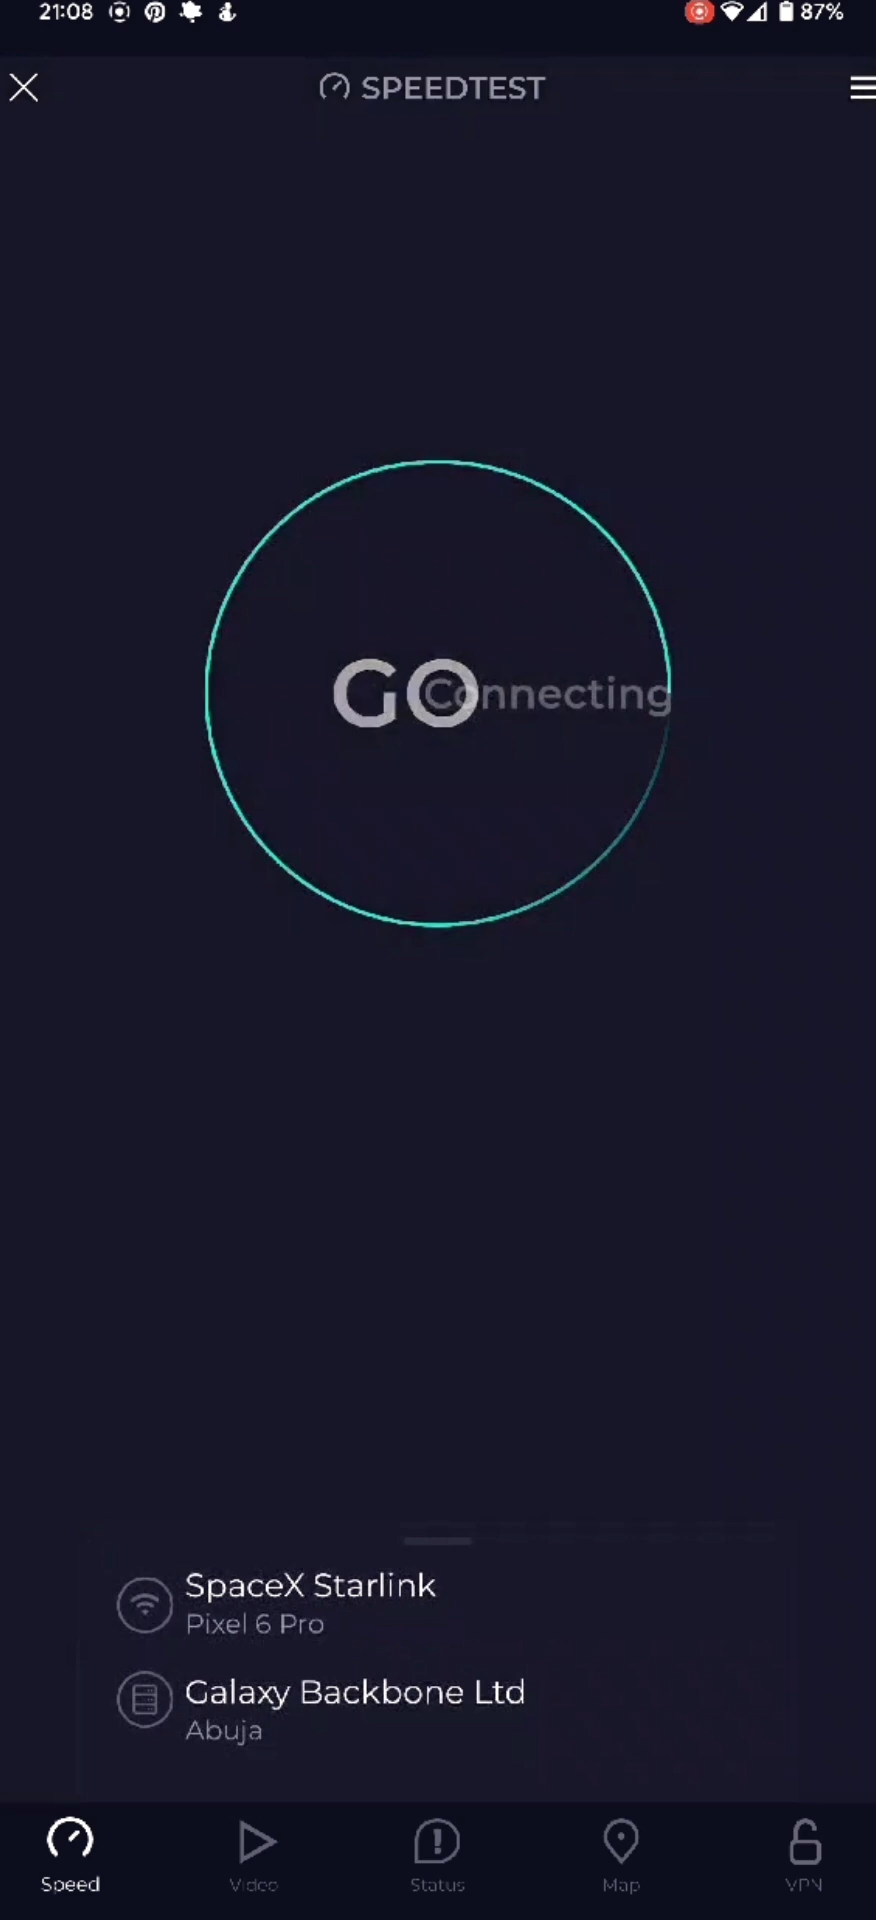 21:08 87%
SPEEDTEST
GO Connecting
SpaceX Starlink
Pixel 6 Pro
Galaxy Backbone Ltd
Abuja
Speed Video Status Map VPN